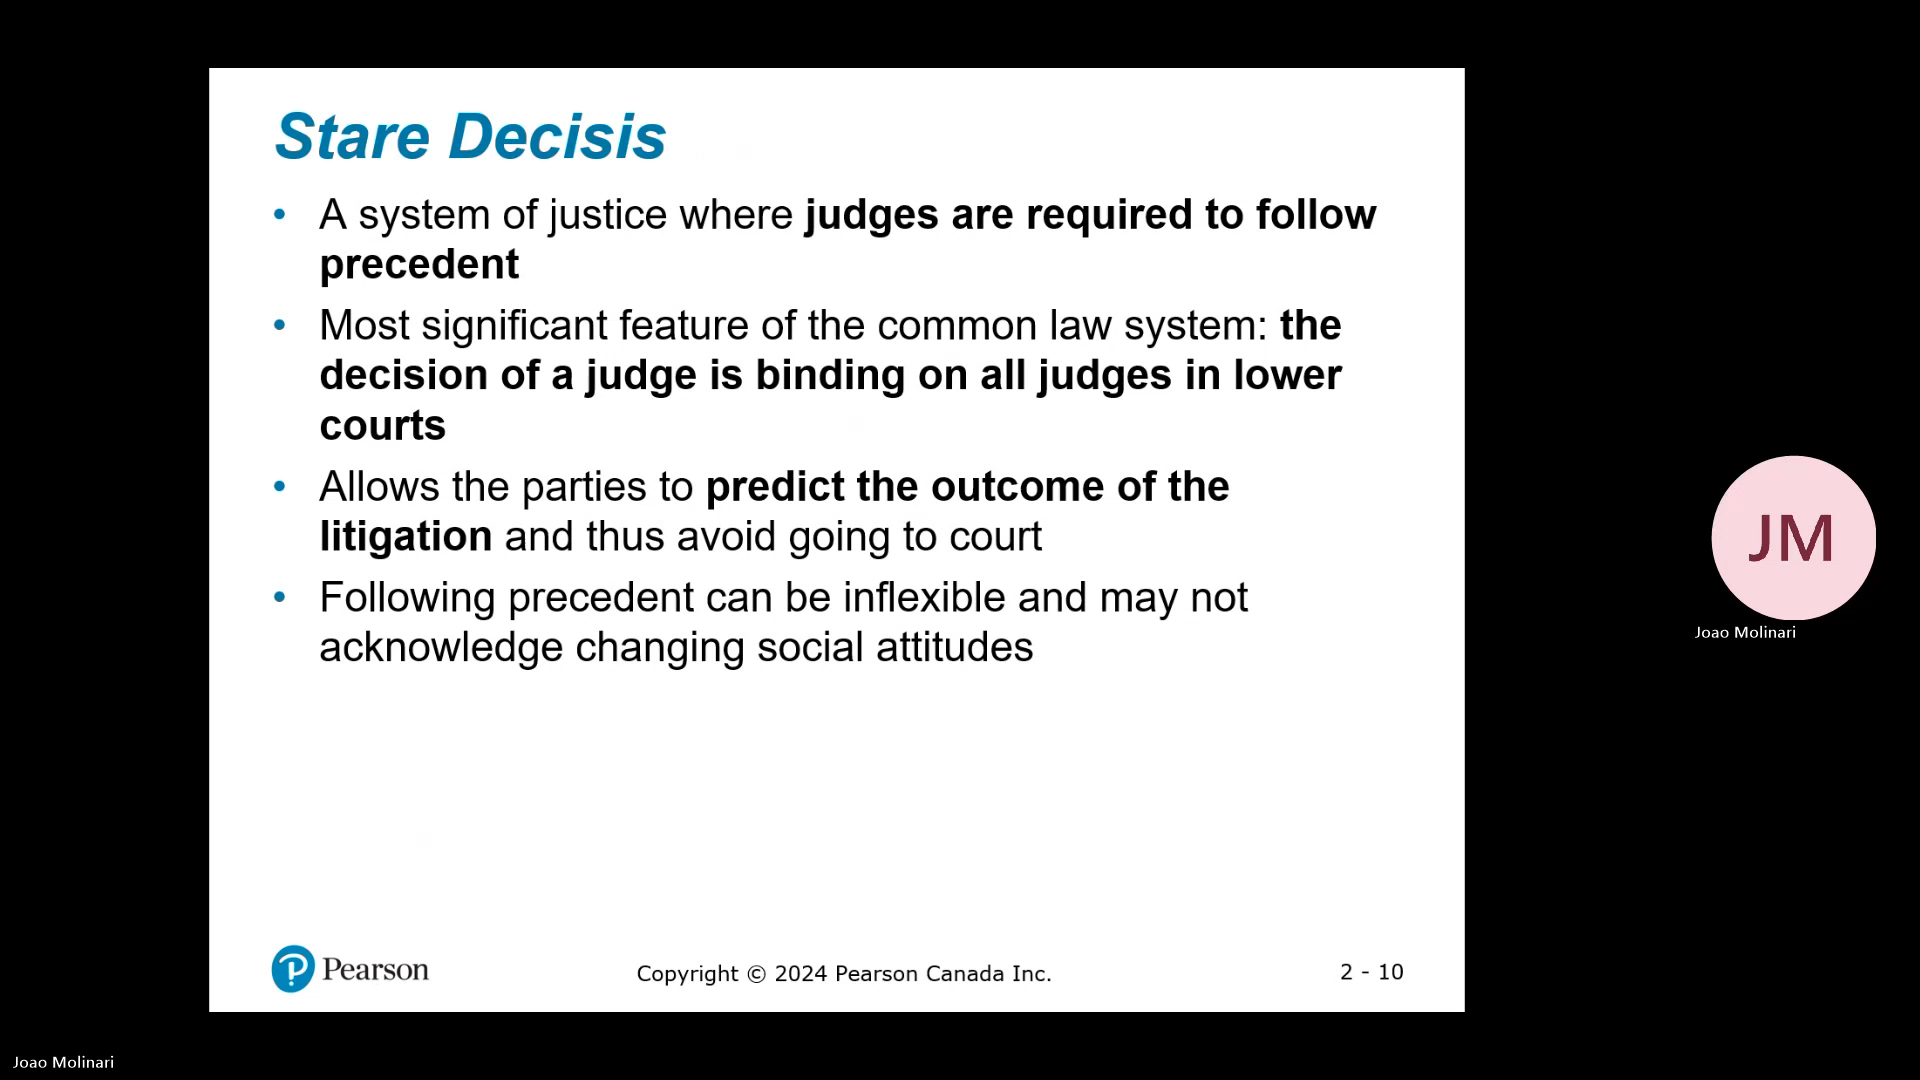 Stare Decisis
• A system of justice where judges are required to follow
precedent
• Most significant feature of the common law system: the
decision of a judge is binding on all judges in lower
courts
• Allows the parties to predict the outcome of the
litigation and thus avoid going to court
• Following precedent can be inflexible and may not
acknowledge changing social attitudes
JM
Joao Molinari
P Pearson
Copyright © 2024 Pearson Canada Inc.
2 - 10
Joao Molinari